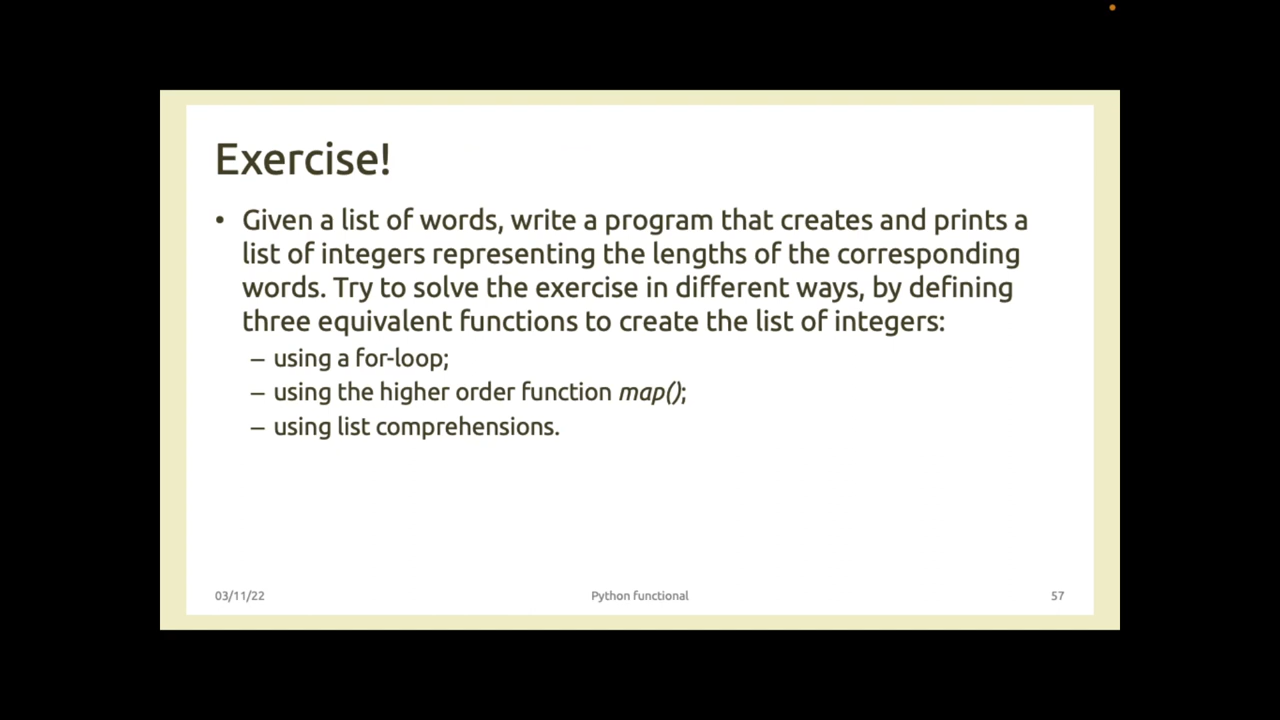 Exercise!
• Given a list of words, write a program that creates and prints a
list of integers representing the lengths of the corresponding
words. Try to solve the exercise in different ways, by defining
three equivalent functions to create the list of integers:
– using a for-loop;
– using the higher order function map();
– using list comprehensions.
03/11/22 Python functional 57